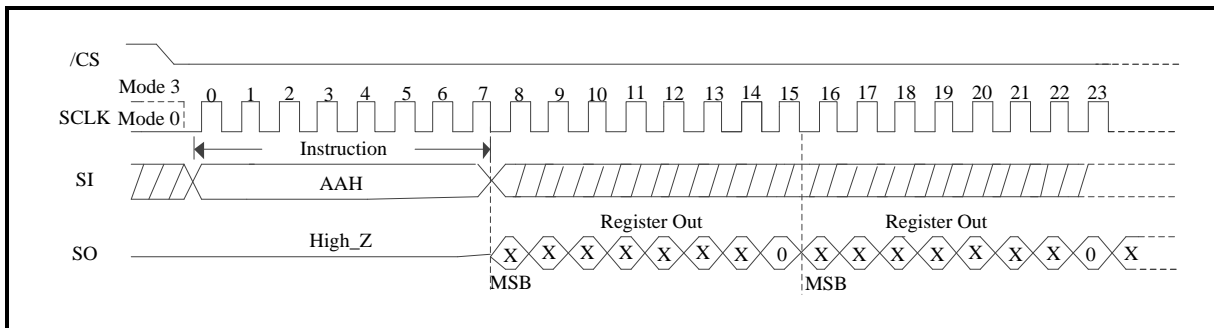 /CS
Mode 3
SCLK Mode 0
0 1 2 3 4 5 6 7 8 9 10 11 12 13 14 15 16 17 18 19 20 21 22 23
Instruction
SI
AAH
Register Out Register Out
SO
High_Z
X X X X X X X 0 X X X X X X X 0 X
MSB MSB